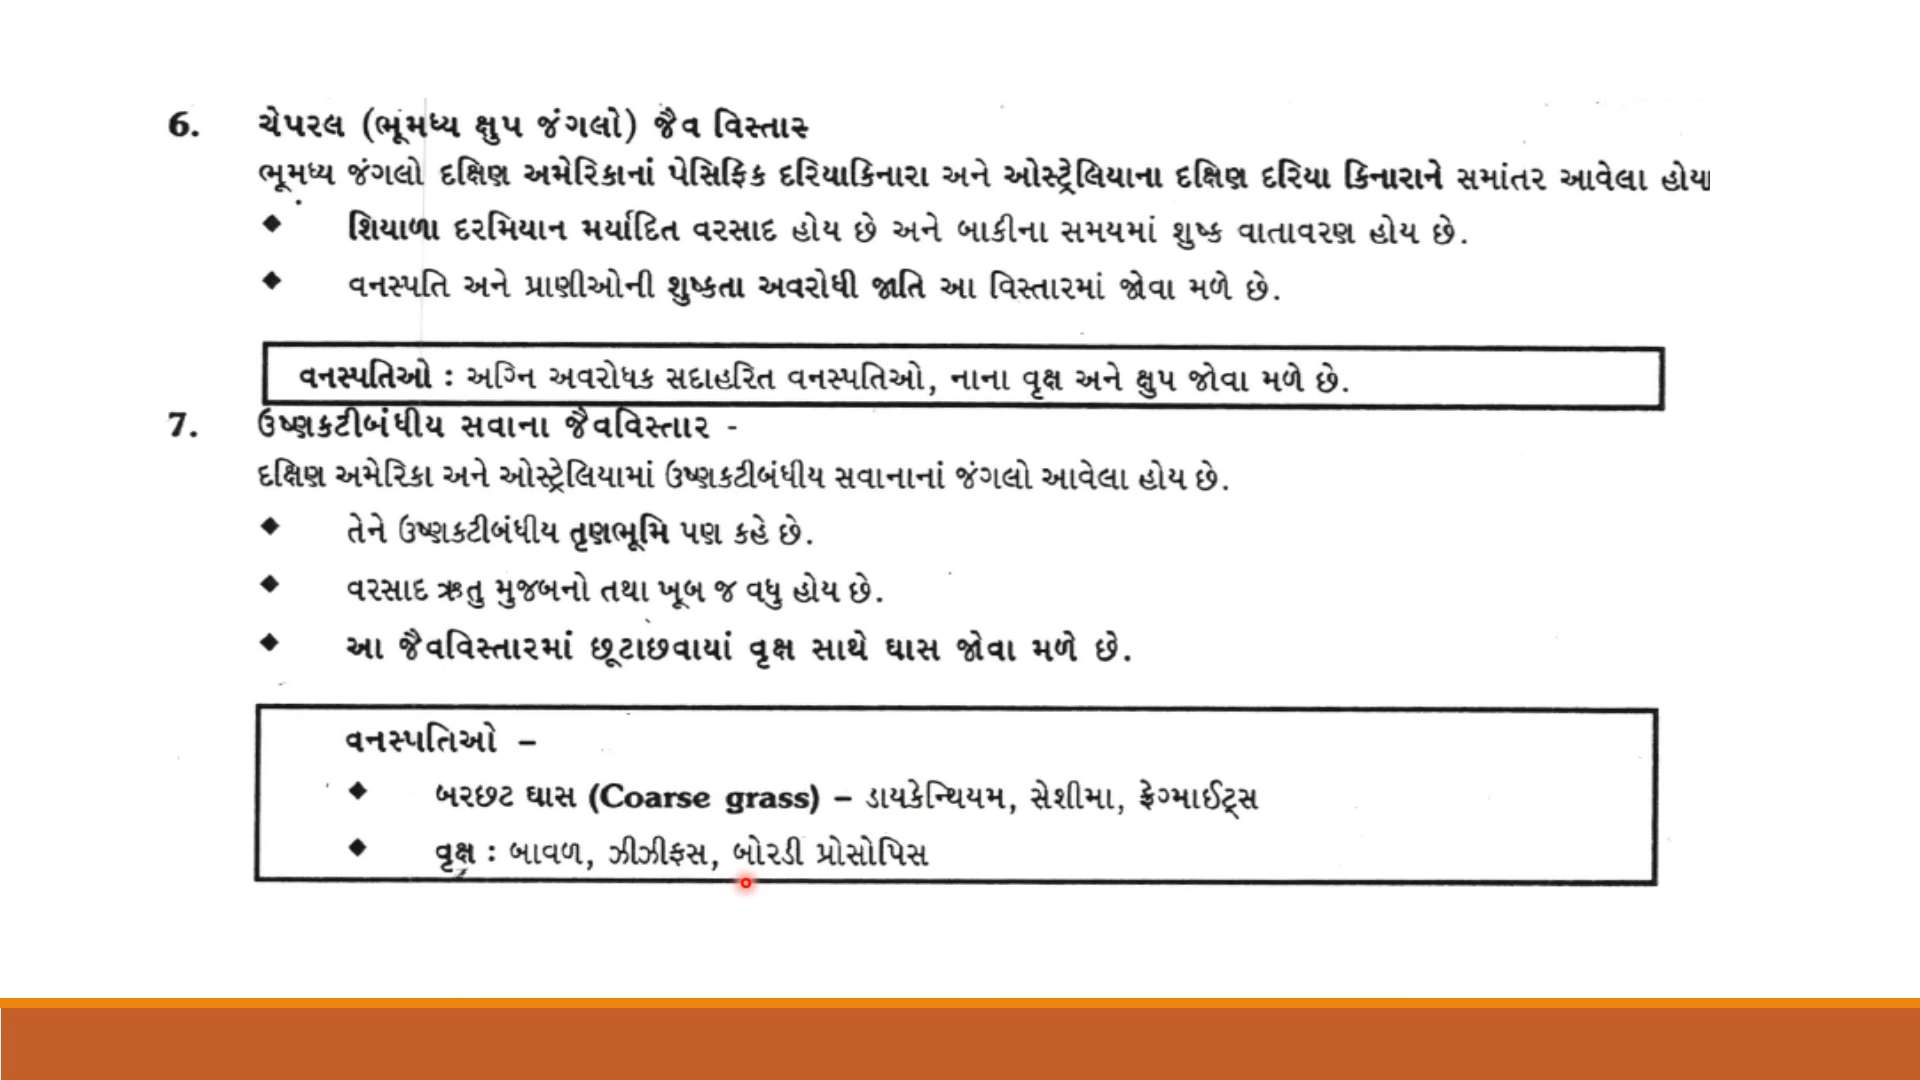 6. ચેપરલ (ભૂમધ્ય ક્ષુપ જંગલો) જૈવ વિસ્તાર
ભૂમધ્ય જંગલો દક્ષિણ અમેરિકાનાં પેસિફિક દરિયાકિનારા અને ઓસ્ટ્રેલિયાના દક્ષિણ દરિયા કિનારાને સમાંતર આવેલા હોય
◆ શિયાળા દરમિયાન મર્યાદિત વરસાદ હોય છે અને બાકીના સમયમાં શુષ્ક વાતાવરણ હોય છે.
◆ વનસ્પતિ અને પ્રાણીઓની શુષ્કતા અવરોધી જાતિ આ વિસ્તારમાં જોવા મળે છે.
વનસ્પતિઓ : અગ્નિ અવરોધક સદાહરિત વનસ્પતિઓ, નાના વૃક્ષ અને ક્ષુપ જોવા મળે છે.
7. ઉષ્ણકટીબંધીય સવાના જૈવવિસ્તાર -
દક્ષિણ અમેરિકા અને ઓસ્ટ્રેલિયામાં ઉષ્ણકટીબંધીય સવાનાનાં જંગલો આવેલા હોય છે.
◆ તેને ઉષ્ણકટીબંધીય તૃણભૂમિ પણ કહે છે.
◆ વરસાદ ઋતુ મુજબનો તથા ખૂબ જ વધુ હોય છે.
◆ આ જૈવવિસ્તારમાં છૂટાછવાયાં વૃક્ષ સાથે ઘાસ જોવા મળે છે.
વનસ્પતિઓ –
◆ બરછટ ઘાસ (Coarse grass) – ડાયકેન્થિયમ, સેશીમા, ફ્રેગ્માઈટ્સ
◆ વૃક્ષ : બાવળ, ઝીઝીફસ, બોરડી પ્રોસોપિસ